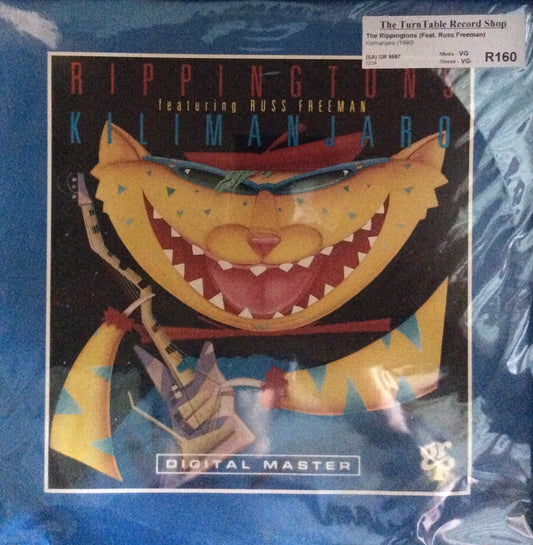 The TurnTable Record Shop
The Rippingtons (Feat. Russ Freeman)
Kilimanjaro (1988)
(SA) GR 9697 Media - VG
Sleeve - VG- R160
RIPPINGTONS
featuring RUSS FREEMAN
KILIMANJARO
DIGITAL MASTER